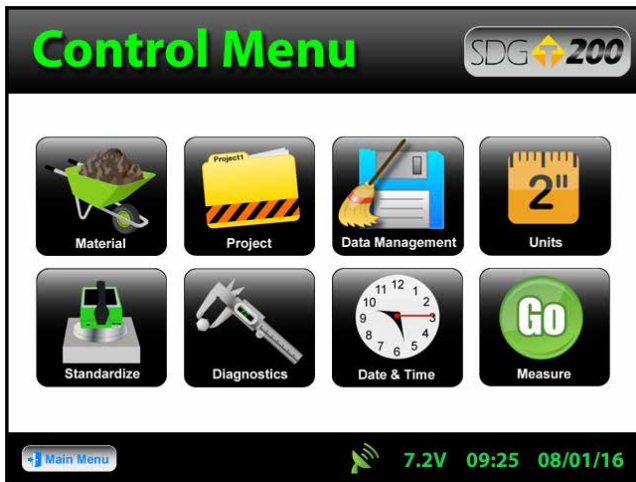 Control Menu
SDG T 200
Project1
2"
Material
Project
Data Management
Units
11 12 1
10 2
9 3
8 4
7 6 5
Go
Standardize
Diagnostics
Date & Time
Measure
Main Menu
7.2V 09:25 08/01/16